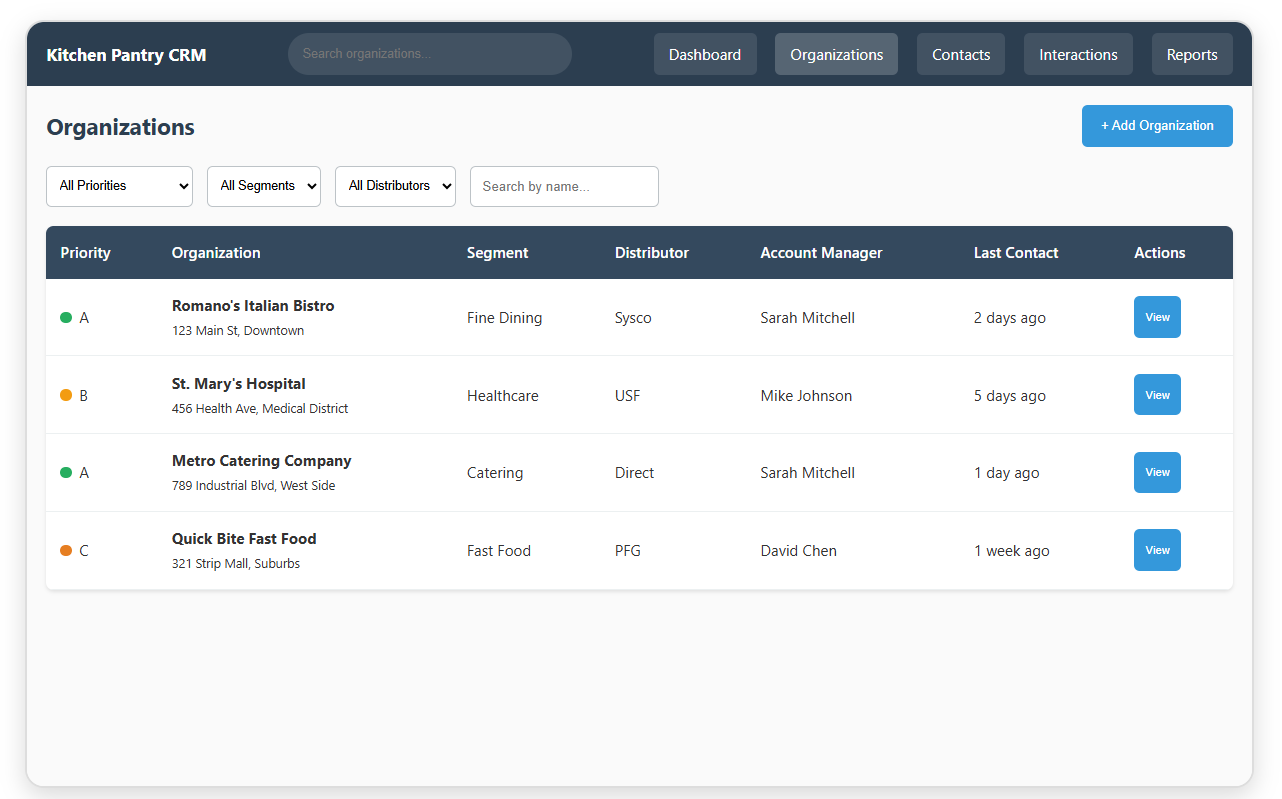 Kitchen Pantry CRM Search organizations... Dashboard Organizations Contacts Interactions Reports
Organizations + Add Organization
All Priorities All Segments All Distributors Search by name...
Priority Organization Segment Distributor Account Manager Last Contact Actions
A Romano's Italian Bistro Fine Dining Sysco Sarah Mitchell 2 days ago View
123 Main St, Downtown
B St. Mary's Hospital Healthcare USF Mike Johnson 5 days ago View
456 Health Ave, Medical District
A Metro Catering Company Catering Direct Sarah Mitchell 1 day ago View
789 Industrial Blvd, West Side
C Quick Bite Fast Food Fast Food PFG David Chen 1 week ago View
321 Strip Mall, Suburbs